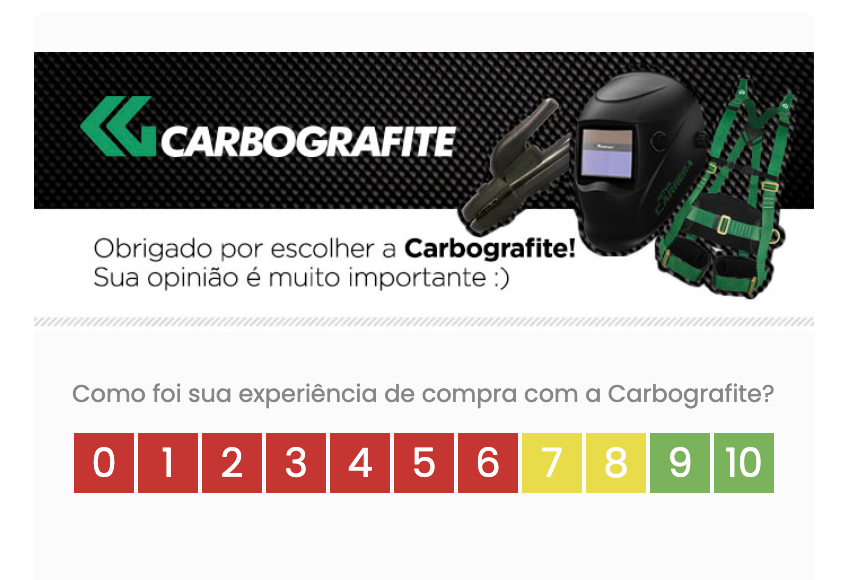 CARBOGRAFITE
CARRERA
Obrigado por escolher a Carbografite!
Sua opinião é muito importante :)
Como foi sua experiência de compra com a Carbografite?
0 1 2 3 4 5 6 7 8 9 10